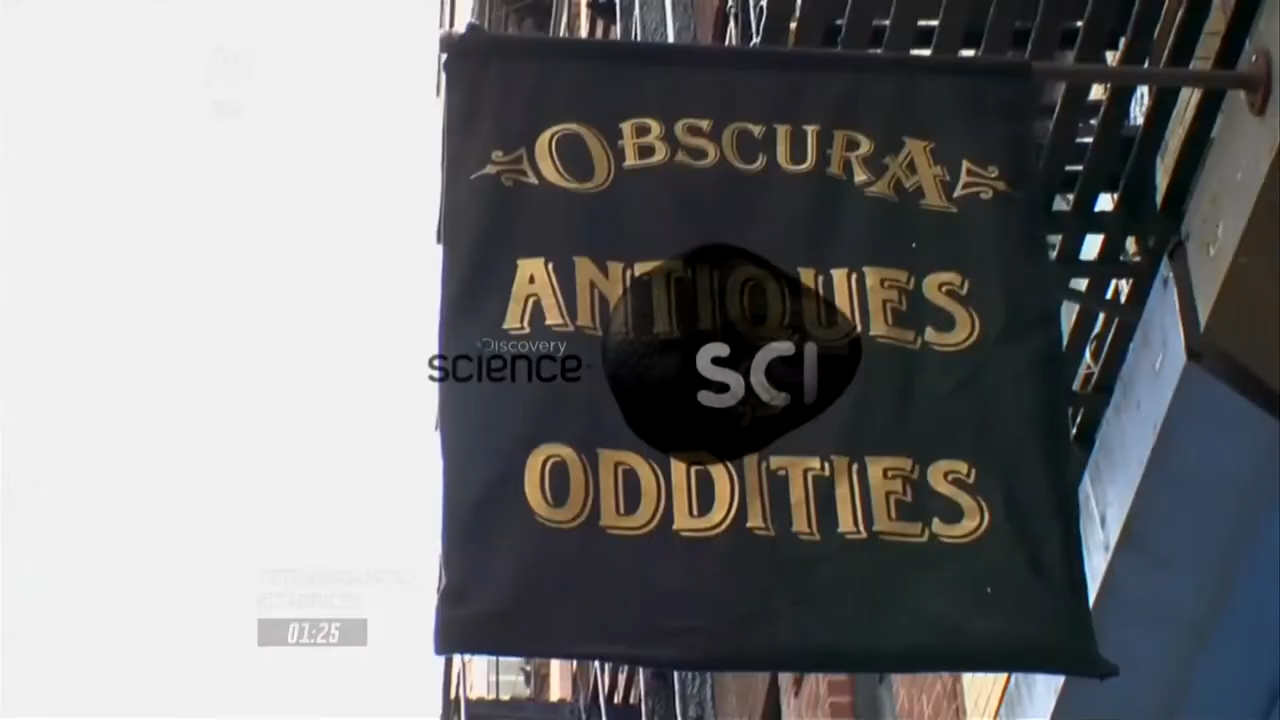 OBSCURA
ANTIQUES
Discovery
science
SCI
ODDITIES
01:25